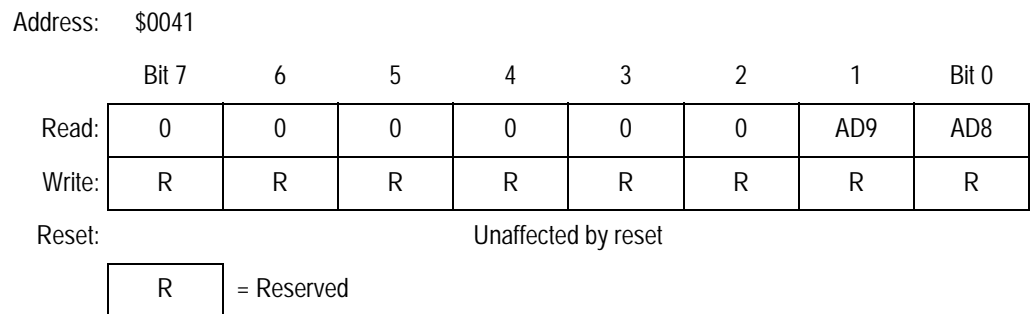 Address: $0041
Bit 7 6 5 4 3 2 1 Bit 0
Read: 0 0 0 0 0 0 AD9 AD8
Write: R R R R R R R R
Reset: Unaffected by reset
R = Reserved